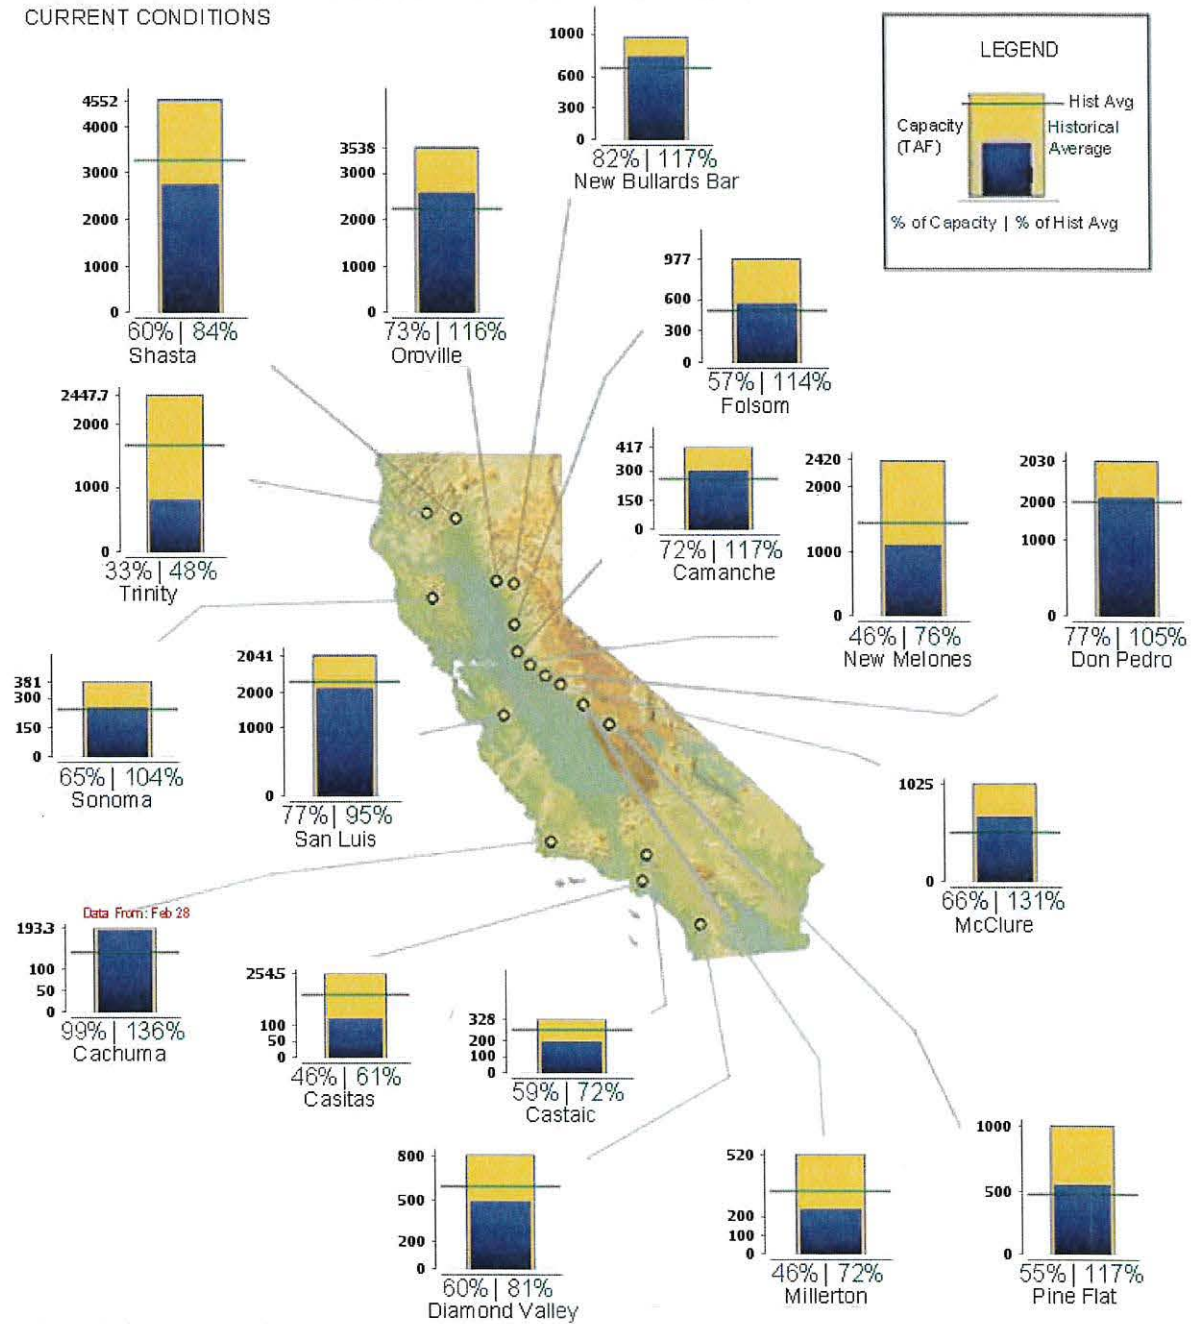 CURRENT CONDITIONS
LEGEND
Hist Avg
Capacity
(TAF)
Historical
Average
% of Capacity | % of Hist Avg
1000
600
300
0
82% | 117%
New Bullards Bar
4552
4000
3000
2000
1000
0
60% | 84%
Shasta
3538
3000
2000
1000
0
73% | 116%
Oroville
977
600
300
0
57% | 114%
Folsom
2447.7
2000
1000
0
33% | 48%
Trinity
417
300
150
0
72% | 117%
Camanche
2420
2000
1000
0
46% | 76%
New Melones
2030
2000
1000
0
77% | 105%
Don Pedro
381
300
150
0
65% | 104%
Sonoma
2041
2000
1000
0
77% | 95%
San Luis
1025
0
66% | 131%
McClure
Data From: Feb 28
193.3
100
50
0
99% | 136%
Cachuma
254.5
100
50
0
46% | 61%
Casitas
328
200
100
0
59% | 72%
Castaic
800
500
200
0
60% | 81%
Diamond Valley
520
200
100
0
46% | 72%
Millerton
1000
500
0
55% | 117%
Pine Flat